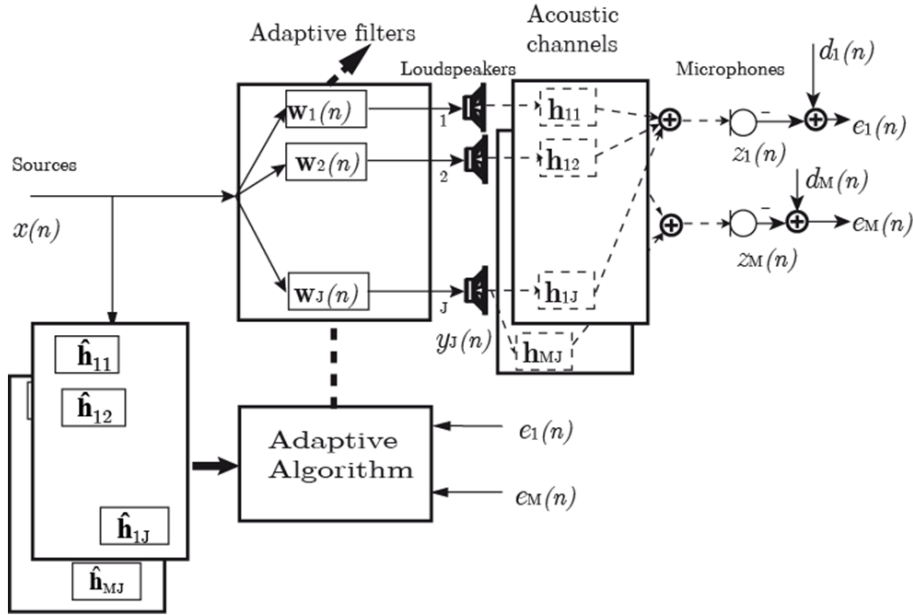 Acoustic
channels
Adaptive filters
Loudspeakers
Microphones
d1(n)
w1(n)
1
h11
z1(n)
-
e1(n)
Sources
w2(n)
2
h12
dM(n)
x(n)
-
eM(n)
zM(n)
wJ(n)
J
h1J
yJ(n)
hMJ
ĥ11
ĥ12
Adaptive
Algorithm
e1(n)
eM(n)
ĥ1J
ĥMJ